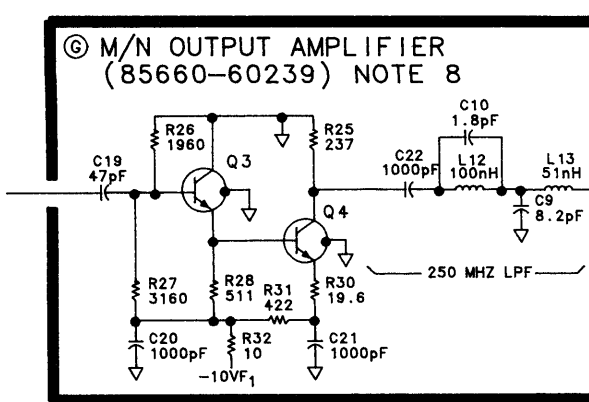 G M/N OUTPUT AMPLIFIER
(85660-60239) NOTE 8
C10
1.8pF
R26
1960
R25
237
C19
47pF
Q3
C22
1000pF
L12
100nH
L13
51nH
C9
8.2pF
Q4
250 MHZ LPF
R27
3160
R28
511
R31
422
R30
19.6
C20
1000pF
R32
10
C21
1000pF
-10VF1